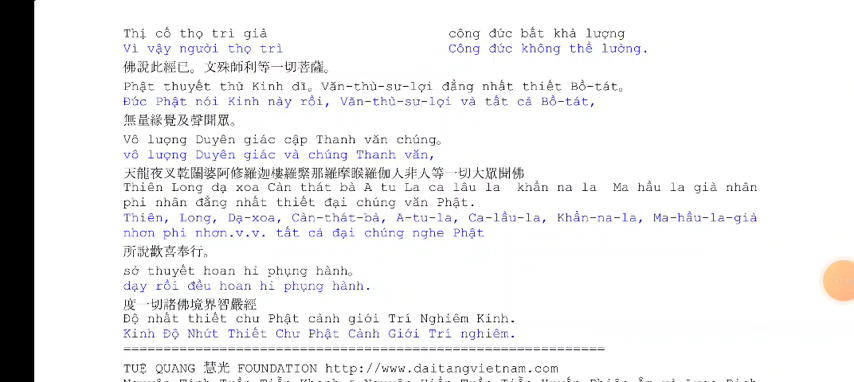 Thị cố thọ trì giả công đức bất khả lượng
Vì vậy người thọ trì Công đức không thể lường.
佛說此經已。文殊師利等一切菩薩。
Phật thuyết thử Kinh dĩ。Văn-thù-sư-lợi đẳng nhất thiết Bồ-tát。
Đức Phật nói Kinh này rồi, Văn-thù-sư-lợi và tất cả Bồ-tát,
無量緣覺及聲聞眾。
Vô lượng Duyên giác cập Thanh văn chúng。
vô lượng Duyên giác và chúng Thanh văn,
天龍夜叉乾闥婆阿修羅迦樓羅緊那羅摩睺羅伽人非人等一切大眾聞佛
Thiên Long dạ xoa Càn thát bà A tu La ca lâu la khẩn na la Ma hầu la già nhân
phi nhân đẳng nhất thiết đại chúng văn Phật.
Thiên, Long, Dạ-xoa, Càn-thát-bà, A-tu-la, Ca-lầu-la, Khẩn-na-la, Ma-hầu-la-già
nhơn phi nhơn.v.v. tất cả đại chúng nghe Phật
所說歡喜奉行。
sở thuyết hoan hỉ phụng hành。
dạy rồi đều hoan hỉ phụng hành.
度一切諸佛境界智嚴經
Độ nhất thiết chư Phật cảnh giới Trí Nghiêm Kinh.
Kinh Độ Nhứt Thiết Chư Phật Cảnh Giới Trí nghiêm.
============================================================
TUỆ QUANG 慧光 FOUNDATION http://www.daitangvietnam.com